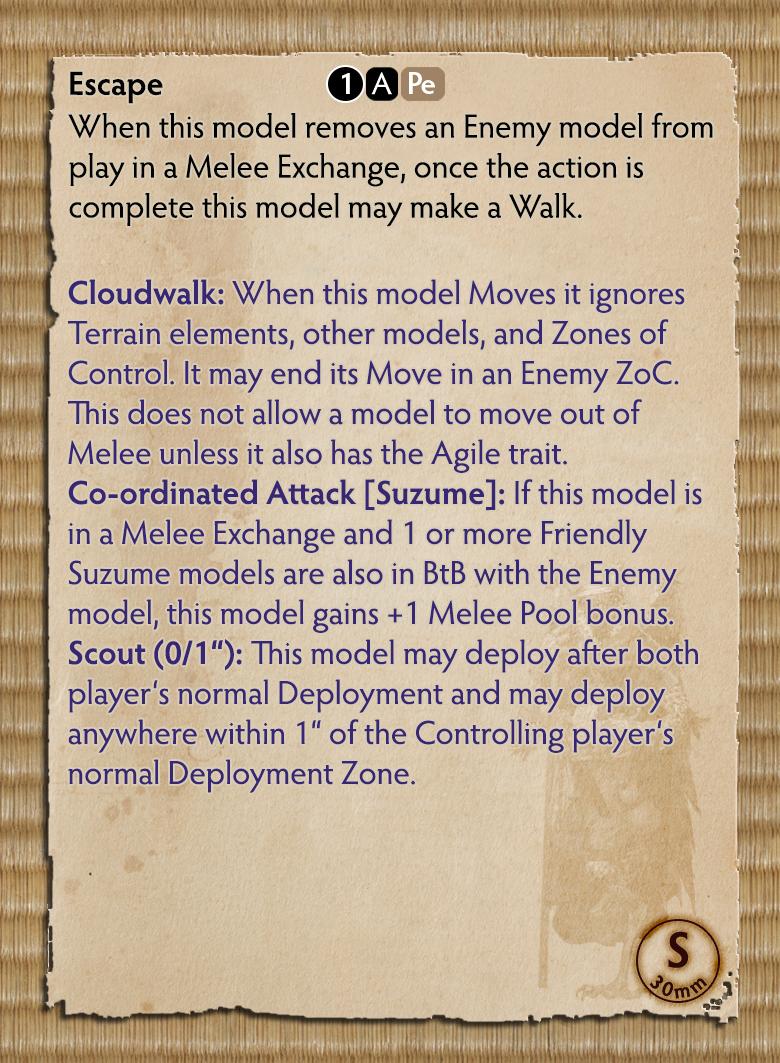 Escape 1 A Pe
When this model removes an Enemy model from
play in a Melee Exchange, once the action is
complete this model may make a Walk.
Cloudwalk: When this model Moves it ignores
Terrain elements, other models, and Zones of
Control. It may end its Move in an Enemy ZoC.
This does not allow a model to move out of
Melee unless it also has the Agile trait.
Co-ordinated Attack [Suzume]: If this model is
in a Melee Exchange and 1 or more Friendly
Suzume models are also in BtB with the Enemy
model, this model gains +1 Melee Pool bonus.
Scout (0/1“): This model may deploy after both
player‘s normal Deployment and may deploy
anywhere within 1“ of the Controlling player‘s
normal Deployment Zone.
S
30mm